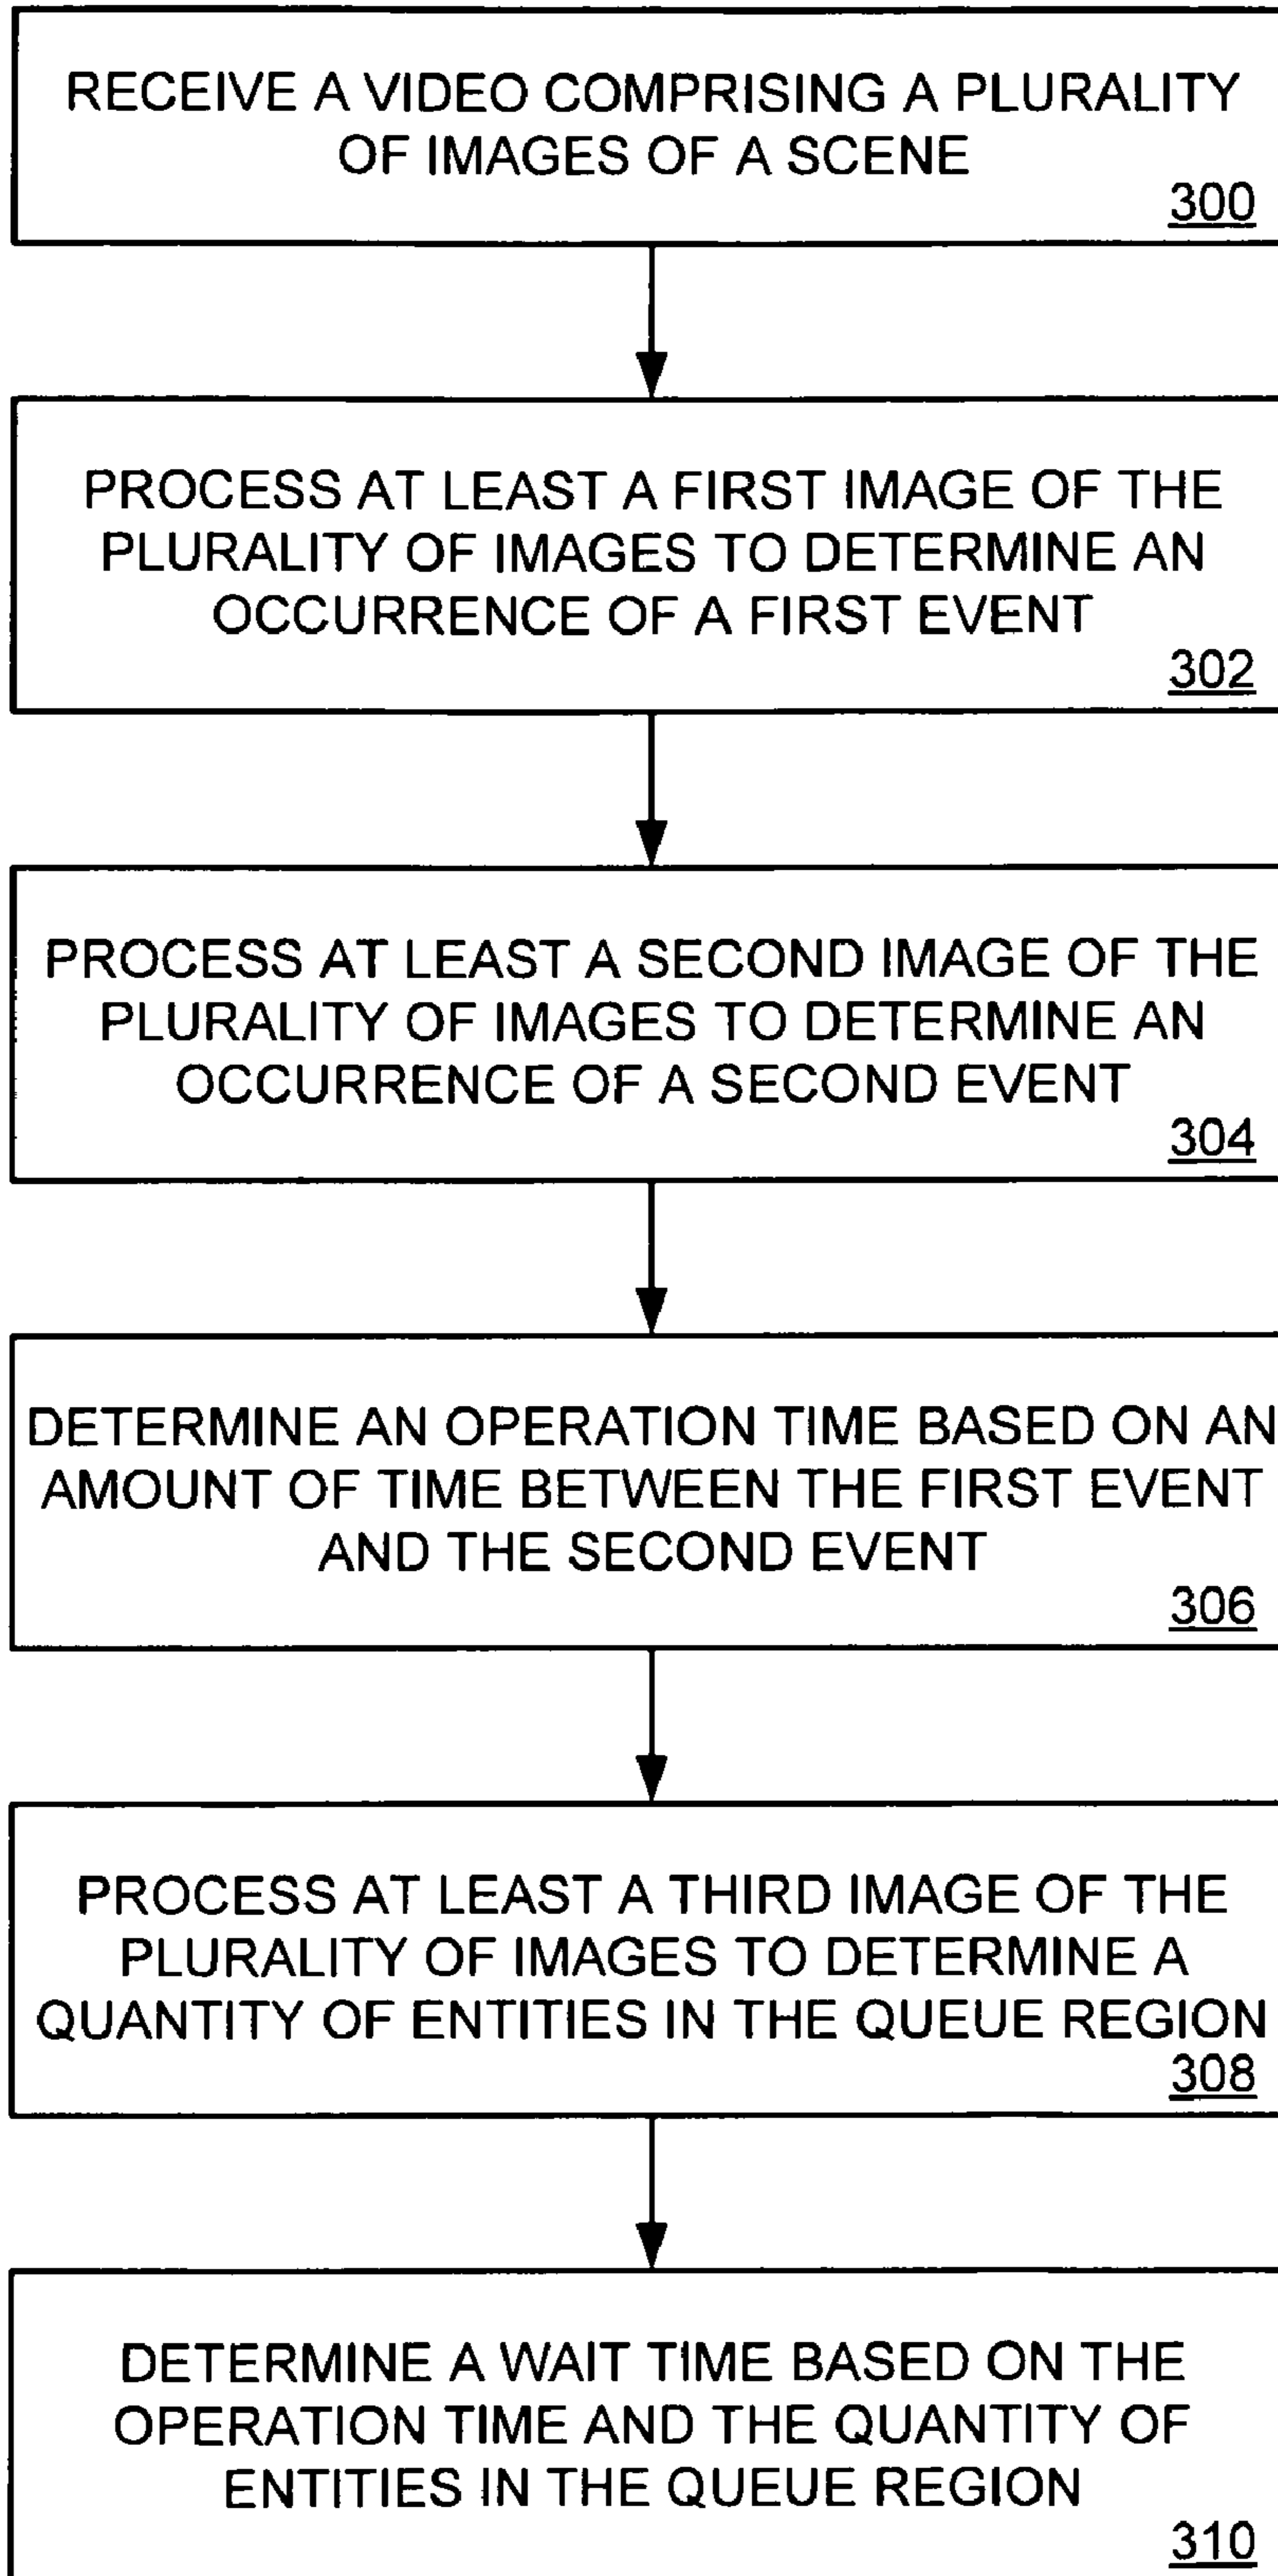 RECEIVE A VIDEO COMPRISING A PLURALITY
OF IMAGES OF A SCENE
300
PROCESS AT LEAST A FIRST IMAGE OF THE
PLURALITY OF IMAGES TO DETERMINE AN
OCCURRENCE OF A FIRST EVENT
302
PROCESS AT LEAST A SECOND IMAGE OF THE
PLURALITY OF IMAGES TO DETERMINE AN
OCCURRENCE OF A SECOND EVENT
304
DETERMINE AN OPERATION TIME BASED ON AN
AMOUNT OF TIME BETWEEN THE FIRST EVENT
AND THE SECOND EVENT
306
PROCESS AT LEAST A THIRD IMAGE OF THE
PLURALITY OF IMAGES TO DETERMINE A
QUANTITY OF ENTITIES IN THE QUEUE REGION
308
DETERMINE A WAIT TIME BASED ON THE
OPERATION TIME AND THE QUANTITY OF
ENTITIES IN THE QUEUE REGION
310